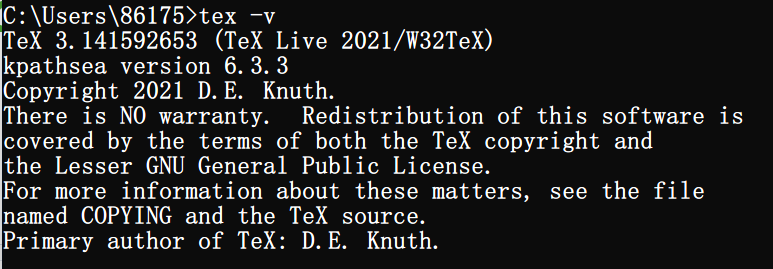 C:\Users\86175>tex -v
TeX 3.141592653 (TeX Live 2021/W32TeX)
kpathsea version 6.3.3
Copyright 2021 D.E. Knuth.
There is NO warranty.  Redistribution of this software is
covered by the terms of both the TeX copyright and
the Lesser GNU General Public License.
For more information about these matters, see the file
named COPYING and the TeX source.
Primary author of TeX: D.E. Knuth.